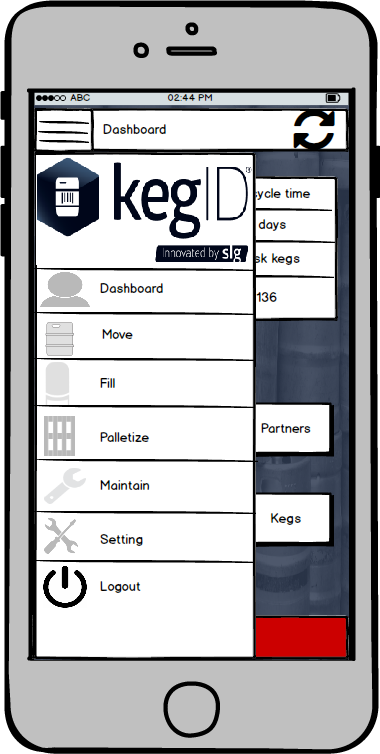 ABC 02:44 PM
Dashboard
kegID®
Innovated by slg
cycle time
days
sk kegs
136
Dashboard
Move
Fill
Palletize
Partners
Maintain
Kegs
Setting
Logout